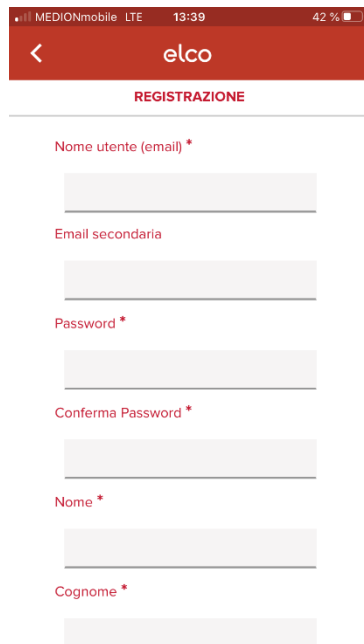 MEDIONmobile LTE 13:39 42 %
elco
REGISTRAZIONE
Nome utente (email) *
Email secondaria
Password *
Conferma Password *
Nome *
Cognome *